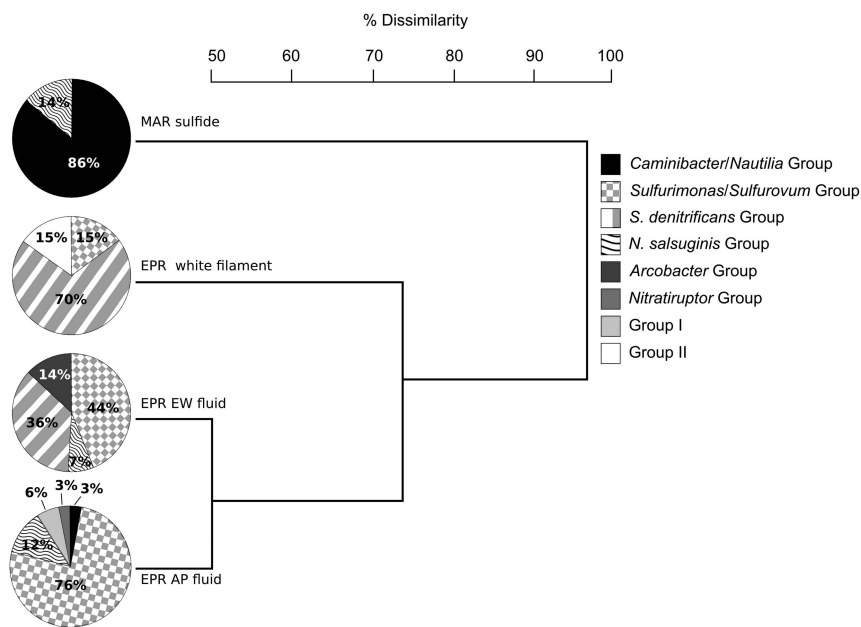 % Dissimilarity
50 60 70 80 90 100
14%
86%
MAR sulfide
15% 15%
70%
EPR white filament
14%
44%
36%
7%
EPR EW fluid
6% 3% 3%
12%
76%
EPR AP fluid
Caminibacter/Nautilia Group
Sulfurimonas/Sulfurovum Group
S. denitrificans Group
N. salsuginis Group
Arcobacter Group
Nitratiruptor Group
Group I
Group II